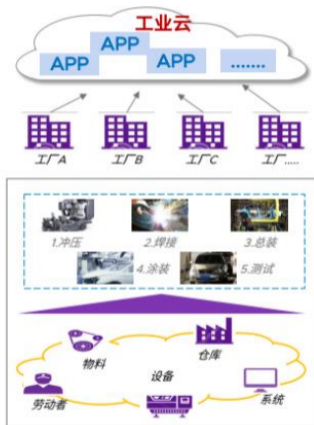 工业云
APP
APP
APP
.......
工厂A
工厂B
工厂C
工厂.....
1.冲压
2.焊接
3.总装
4.涂装
5.测试
物料
仓库
设备
劳动者
系统